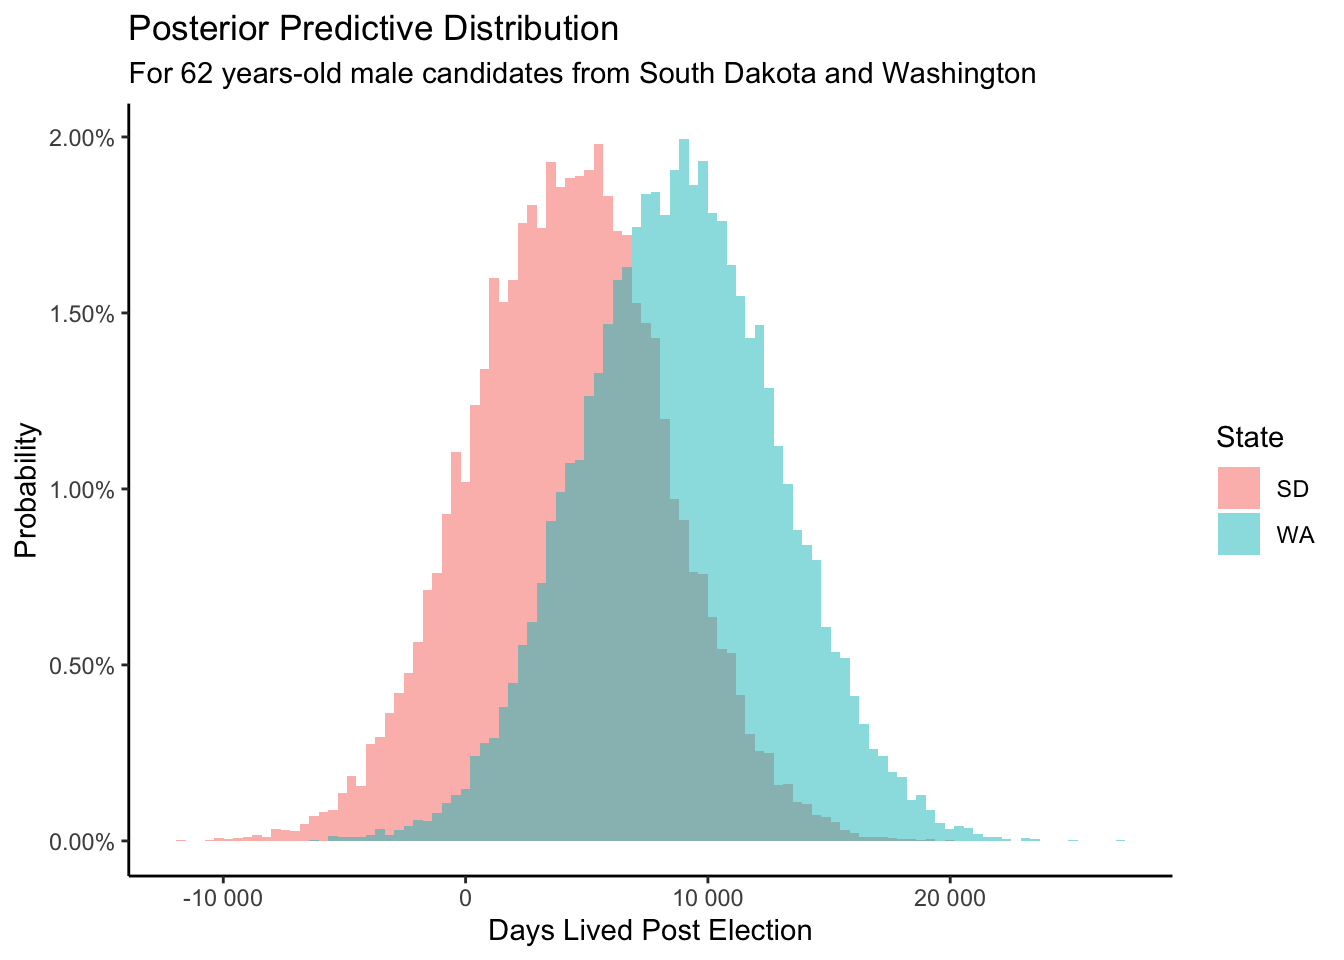 Posterior Predictive Distribution
For 62 years-old male candidates from South Dakota and Washington
2.00%
1.50%
1.00%
0.50%
0.00%
Probability
-10 000
0
10 000
20 000
Days Lived Post Election
State
SD
WA